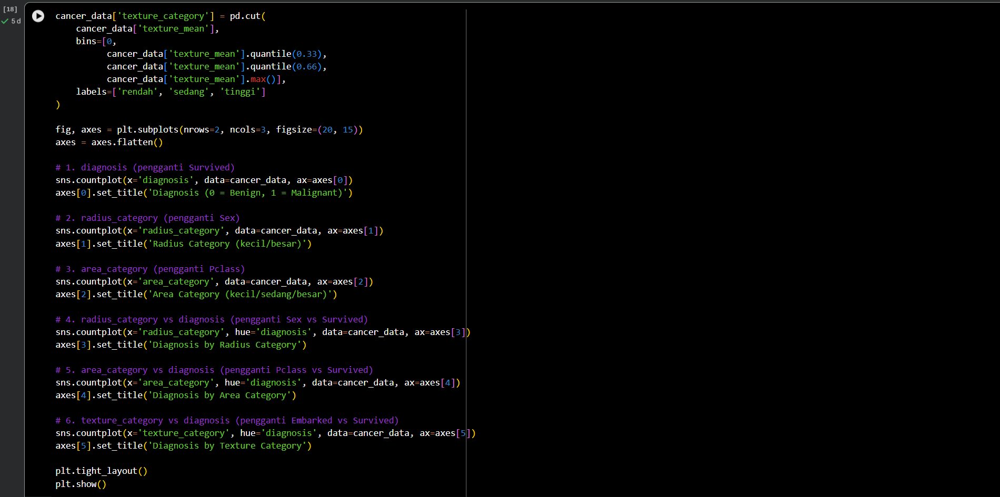 [18]
5 d
cancer_data['texture_category'] = pd.cut(
    cancer_data['texture_mean'],
    bins=[0,
          cancer_data['texture_mean'].quantile(0.33),
          cancer_data['texture_mean'].quantile(0.66),
          cancer_data['texture_mean'].max()],
    labels=['rendah', 'sedang', 'tinggi']
)

fig, axes = plt.subplots(nrows=2, ncols=3, figsize=(20, 15))
axes = axes.flatten()

# 1. diagnosis (pengganti Survived)
sns.countplot(x='diagnosis', data=cancer_data, ax=axes[0])
axes[0].set_title('Diagnosis (0 = Benign, 1 = Malignant)')

# 2. radius_category (pengganti Sex)
sns.countplot(x='radius_category', data=cancer_data, ax=axes[1])
axes[1].set_title('Radius Category (kecil/besar)')

# 3. area_category (pengganti Pclass)
sns.countplot(x='area_category', data=cancer_data, ax=axes[2])
axes[2].set_title('Area Category (kecil/sedang/besar)')

# 4. radius_category vs diagnosis (pengganti Sex vs Survived)
sns.countplot(x='radius_category', hue='diagnosis', data=cancer_data, ax=axes[3])
axes[3].set_title('Diagnosis by Radius Category')

# 5. area_category vs diagnosis (pengganti Pclass vs Survived)
sns.countplot(x='area_category', hue='diagnosis', data=cancer_data, ax=axes[4])
axes[4].set_title('Diagnosis by Area Category')

# 6. texture_category vs diagnosis (pengganti Embarked vs Survived)
sns.countplot(x='texture_category', hue='diagnosis', data=cancer_data, ax=axes[5])
axes[5].set_title('Diagnosis by Texture Category')

plt.tight_layout()
plt.show()